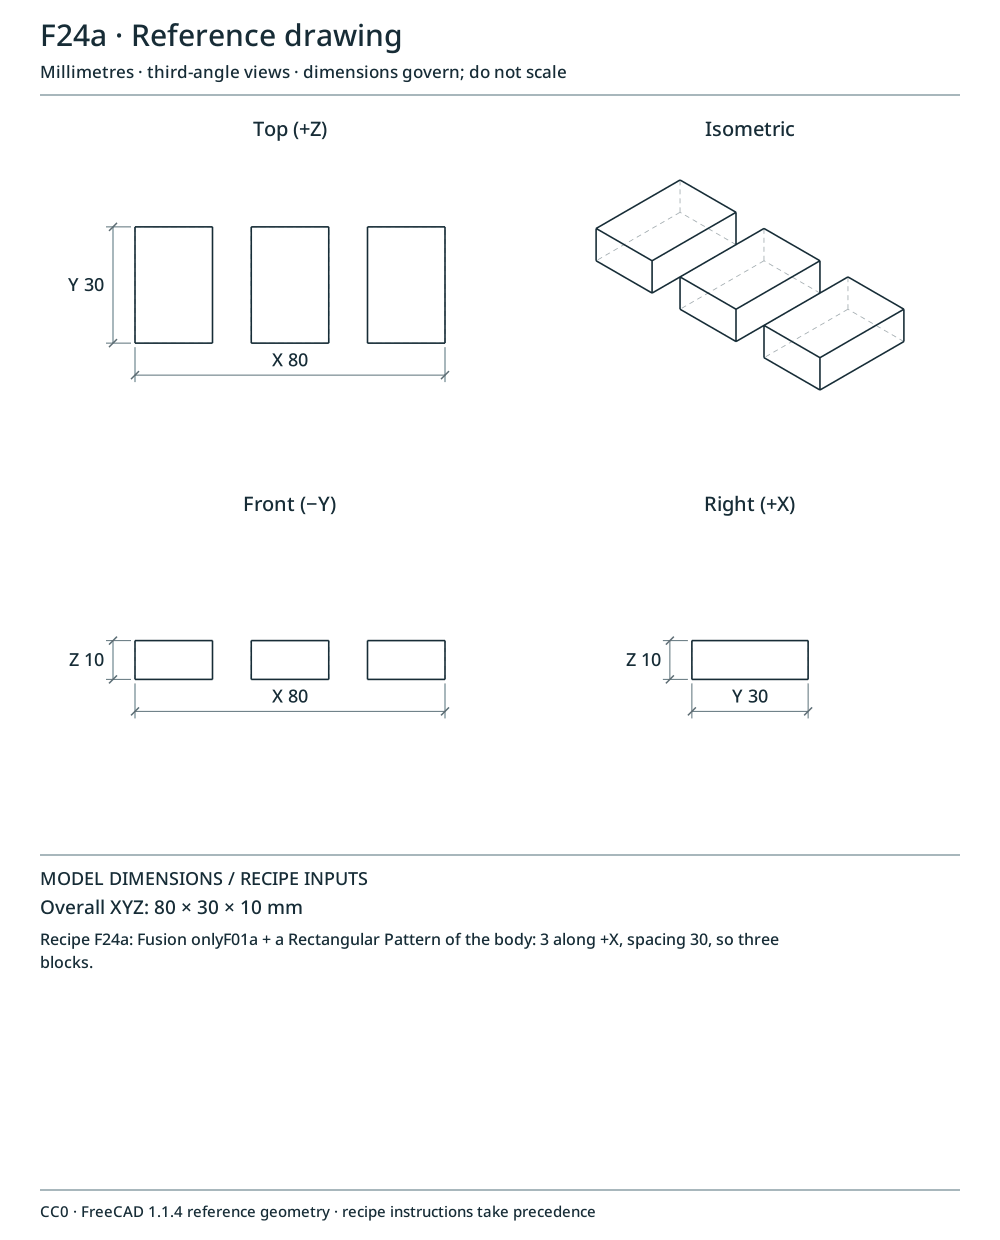 F24a · Reference drawing
Millimetres · third-angle views · dimensions govern; do not scale
Top (+Z)
Isometric
Y 30
X 80
Front (−Y)
Right (+X)
Z 10
X 80
Z 10
Y 30
MODEL DIMENSIONS / RECIPE INPUTS
Overall XYZ: 80 × 30 × 10 mm
Recipe F24a: Fusion onlyF01a + a Rectangular Pattern of the body: 3 along +X, spacing 30, so three
blocks.
CC0 · FreeCAD 1.1.4 reference geometry · recipe instructions take precedence